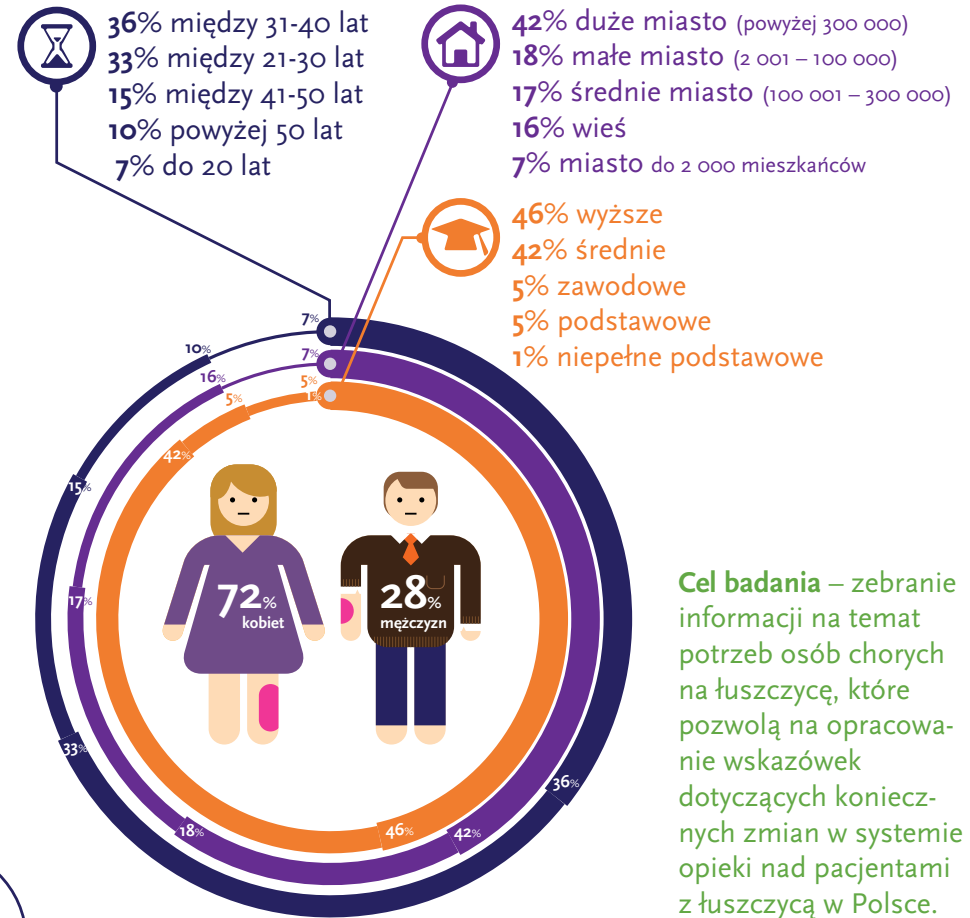 36% między 31-40 lat
33% między 21-30 lat
15% między 41-50 lat
10% powyżej 50 lat
7% do 20 lat
42% duże miasto (powyżej 300 000)
18% małe miasto (2 001 – 100 000)
17% średnie miasto (100 001 – 300 000)
16% wieś
7% miasto do 2 000 mieszkańców
46% wyższe
42% średnie
5% zawodowe
5% podstawowe
1% niepełne podstawowe
7%
10%
7%
16%
5%
1%
5%
42%
15%
17%
33%
18%
46%
42%
36%
72%
kobiet
28%
mężczyzn
Cel badania – zebranie
informacji na temat
potrzeb osób chorych
na łuszczycę, które
pozwolą na opracowa-
nie wskazówek
dotyczących koniecz-
nych zmian w systemie
opieki nad pacjentami
z łuszczycą w Polsce.